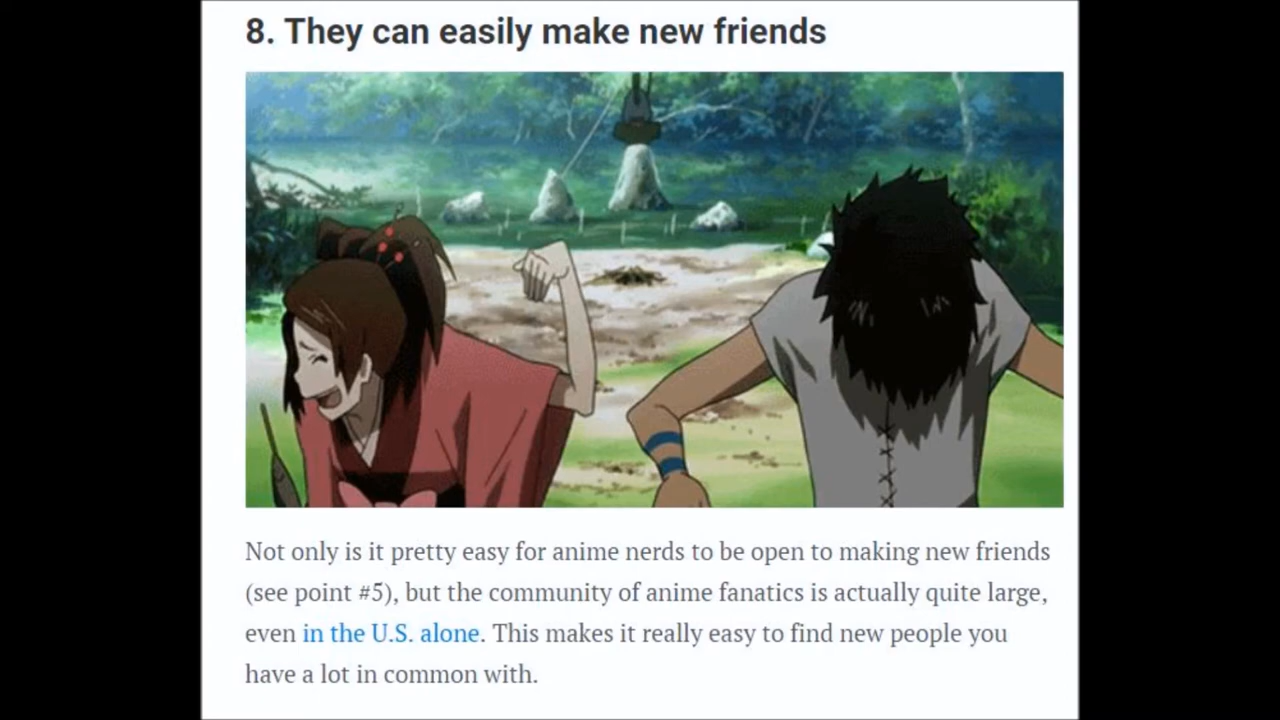 8. They can easily make new friends
Not only is it pretty easy for anime nerds to be open to making new friends
(see point #5), but the community of anime fanatics is actually quite large,
even in the U.S. alone. This makes it really easy to find new people you
have a lot in common with.